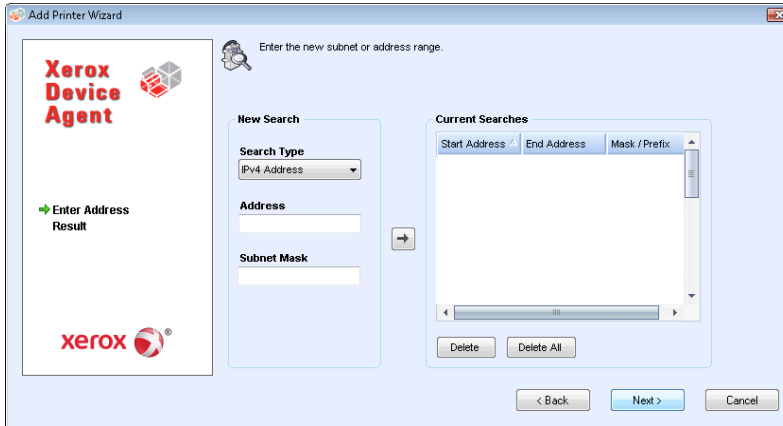 Add Printer Wizard
Xerox
Device
Agent
Enter the new subnet or address range.
Enter Address
Result
xerox ®
New Search
Search Type
IPv4 Address
Address
Subnet Mask
Current Searches
Start Address End Address Mask / Prefix
Delete Delete All
< Back Next > Cancel